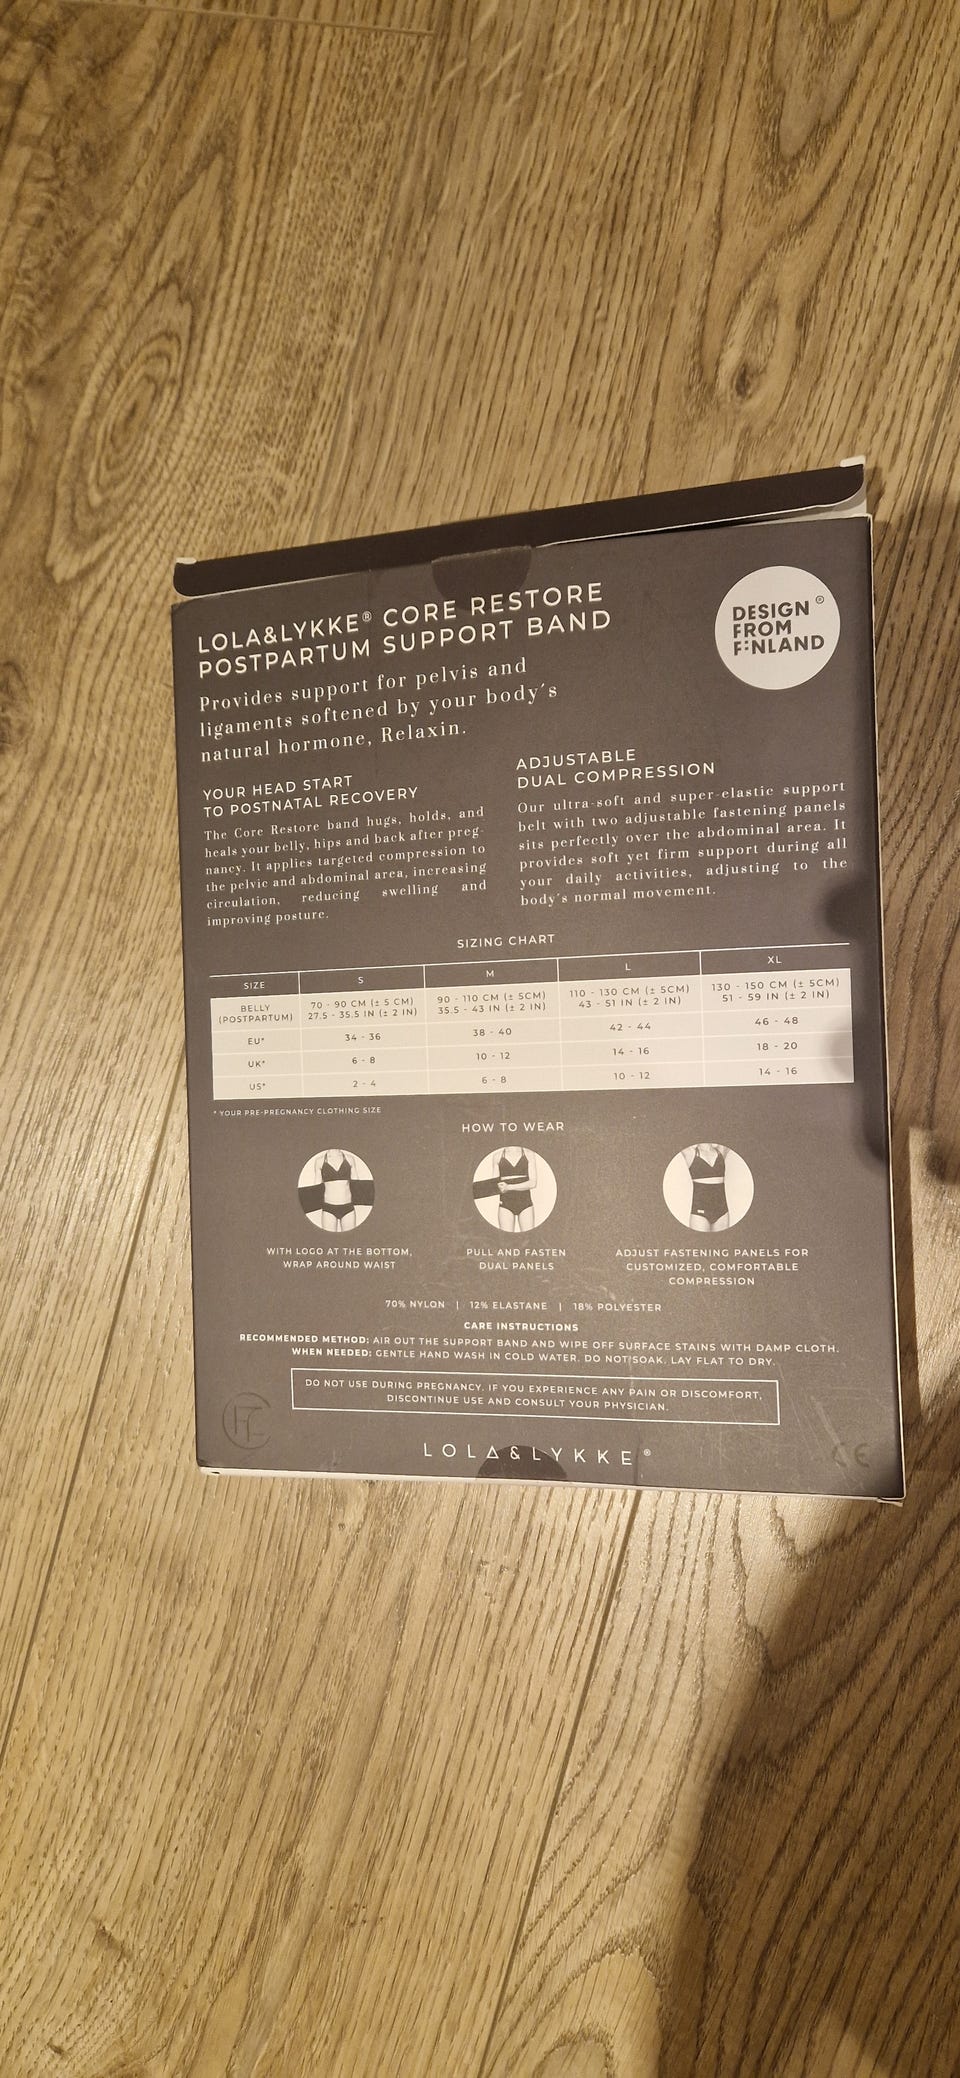 LOLA&LYKKE® CORE RESTORE
POSTPARTUM SUPPORT BAND
DESIGN ®
FROM
FINLAND
Provides support for pelvis and
ligaments softened by your body´s
natural hormone, Relaxin.
YOUR HEAD START
TO POSTNATAL RECOVERY
The Core Restore band hugs, holds, and
heals your belly, hips and back after preg-
nancy. It applies targeted compression to
the pelvic and abdominal area, increasing
circulation, reducing swelling and
improving posture.
ADJUSTABLE
DUAL COMPRESSION
Our ultra-soft and super-elastic support
belt with two adjustable fastening panels
sits perfectly over the abdominal area. It
provides soft yet firm support during all
your daily activities, adjusting to the
body´s normal movement.
SIZING CHART
SIZE S M L XL
BELLY (POSTPARTUM) 70 - 90 CM (± 5 CM) 27.5 - 35.5 IN (± 2 IN) 90 - 110 CM (± 5CM) 35.5 - 43 IN (± 2 IN) 110 - 130 CM (± 5CM) 43 - 51 IN (± 2 IN) 130 - 150 CM (± 5CM) 51 - 59 IN (± 2 IN)
EU* 34 - 36 38 - 40 42 - 44 46 - 48
UK* 6 - 8 10 - 12 14 - 16 18 - 20
US* 2 - 4 6 - 8 10 - 12 14 - 16
* YOUR PRE-PREGNANCY CLOTHING SIZE
HOW TO WEAR
WITH LOGO AT THE BOTTOM,
WRAP AROUND WAIST
PULL AND FASTEN
DUAL PANELS
ADJUST FASTENING PANELS FOR
CUSTOMIZED, COMFORTABLE
COMPRESSION
70% NYLON | 12% ELASTANE | 18% POLYESTER
CARE INSTRUCTIONS
RECOMMENDED METHOD: AIR OUT THE SUPPORT BAND AND WIPE OFF SURFACE STAINS WITH DAMP CLOTH.
WHEN NEEDED: GENTLE HAND WASH IN COLD WATER. DO NOT SOAK. LAY FLAT TO DRY.
DO NOT USE DURING PREGNANCY. IF YOU EXPERIENCE ANY PAIN OR DISCOMFORT,
DISCONTINUE USE AND CONSULT YOUR PHYSICIAN.
LOLA&LYKKE®
CE